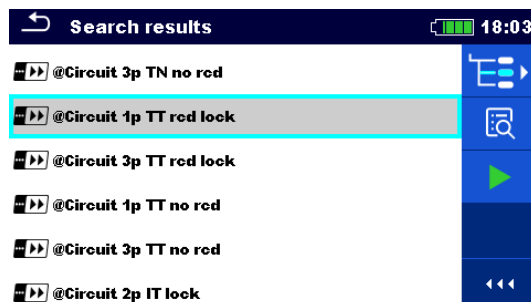 Search results
18:03
@Circuit 3p TN no rcd
@Circuit 1p TT rcd lock
@Circuit 3p TT rcd lock
@Circuit 1p TT no rcd
@Circuit 3p TT no rcd
@Circuit 2p IT lock